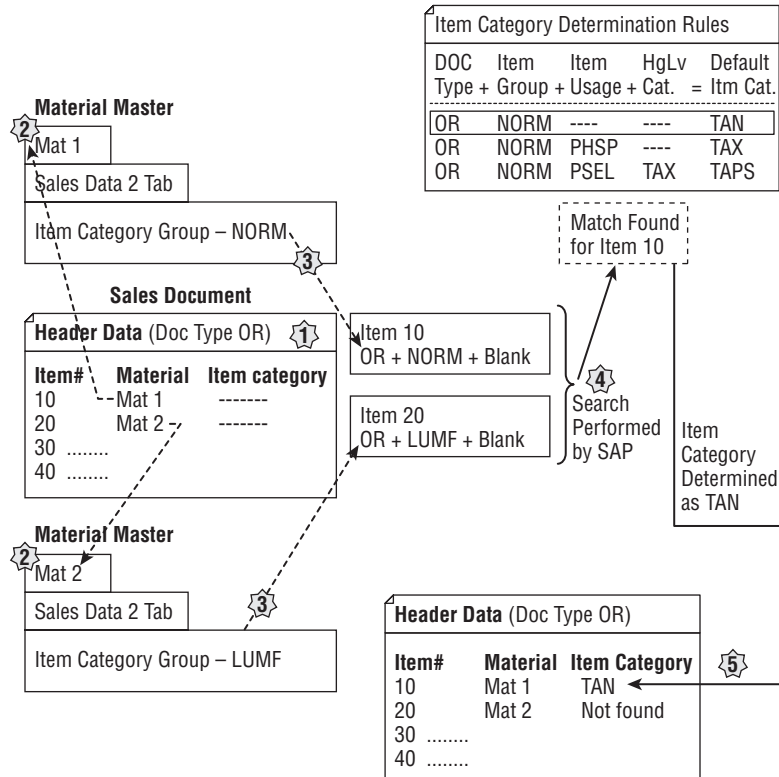 Item Category Determination Rules
DOC Item Item HgLv Default
Type + Group + Usage + Cat. = Itm Cat.
OR NORM ---- ---- TAN
OR NORM PHSP ---- TAX
OR NORM PSEL TAX TAPS
Material Master
2
Mat 1
Sales Data 2 Tab
Item Category Group – NORM
3
Match Found
for Item 10
Sales Document
Header Data (Doc Type OR) 1
Item# Material Item category
10 Mat 1 -------
20 Mat 2 -------
30 ........
40 ........
Item 10
OR + NORM + Blank
Item 20
OR + LUMF + Blank
4
Search
Performed
by SAP
Item
Category
Determined
as TAN
Material Master
2
Mat 2
Sales Data 2 Tab
3
Item Category Group – LUMF
Header Data (Doc Type OR)
Item# Material Item Category 5
10 Mat 1 TAN
20 Mat 2 Not found
30 ........
40 ........